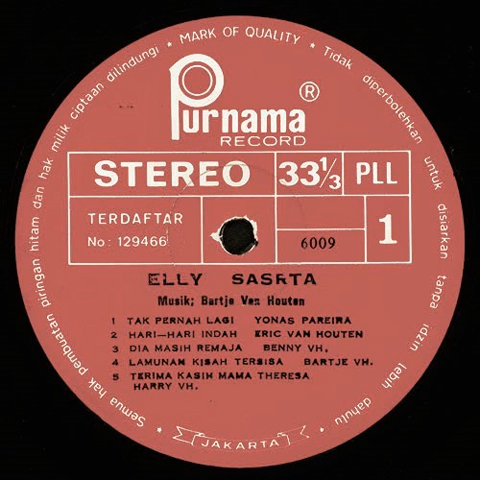 * MARK OF QUALITY *
Tidak diperbolehkan untuk disiarkan tanpa idzin lebih dahulu *
Semua hak pembuatan piringan hitam dan hak milik ciptaan dilindungi
Purnama ®
RECORD
STEREO 33⅓ PLL
TERDAFTAR
No: 129466
6009
1
ELLY SASRTA
Musik; Bartje Van Houten
1 TAK PERNAH LAGI YONAS PAREIRA
2 HARI—HARI INDAH ERIC VAN HOUTEN
3 DIA MASIH REMAJA BENNY VH,
4 LAMUNAN KISAH TERSISA BARTJE VH.
5 TERIMA KASIH MAMA THERESA
HARRY VH.
JAKARTA